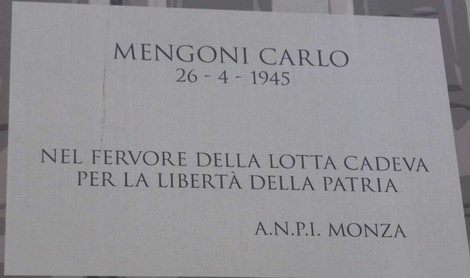 MENGONI CARLO
26 - 4 - 1945
NEL FERVORE DELLA LOTTA CADEVA
PER LA LIBERTÀ DELLA PATRIA
A.N.P.I. MONZA